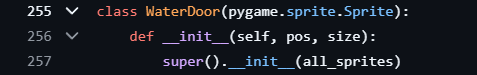 255 class WaterDoor(pygame.sprite.Sprite):
256 def __init__(self, pos, size):
257 super().__init__(all_sprites)